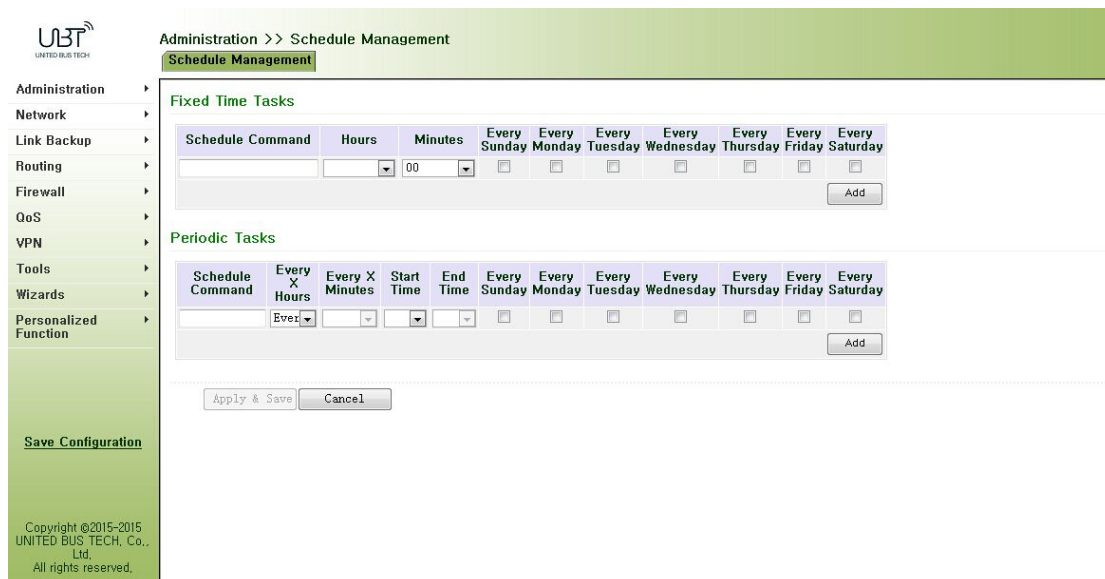 UBT
UNITED BUS TECH
Administration >> Schedule Management
Schedule Management
Administration
Network
Link Backup
Routing
Firewall
QoS
VPN
Tools
Wizards
Personalized
Function
Save Configuration
Copyright ©2015-2015
UNITED BUS TECH, Co.,
Ltd.
All rights reserved.
Fixed Time Tasks
Schedule Command Hours Minutes Every Sunday Every Monday Every Tuesday Every Wednesday Every Thursday Every Friday Every Saturday
00
Add
Periodic Tasks
Schedule Command Every X Hours Every X Minutes Start Time End Time Every Sunday Every Monday Every Tuesday Every Wednesday Every Thursday Every Friday Every Saturday
Ever
Add
Apply & Save Cancel